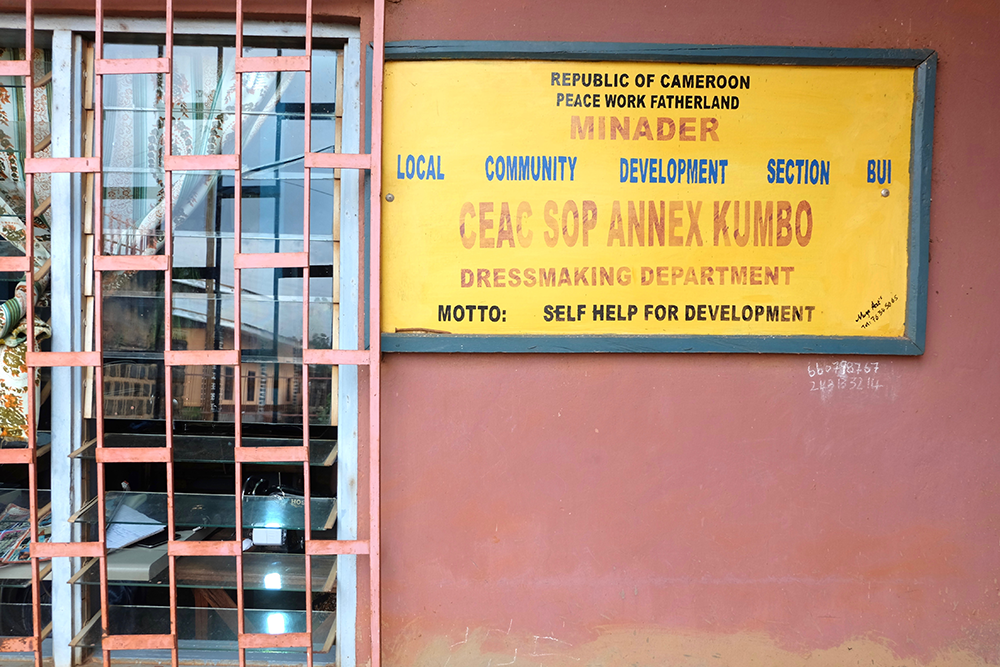 REPUBLIC OF CAMEROON
PEACE WORK FATHERLAND
MINADER
LOCAL COMMUNITY DEVELOPMENT SECTION BUI
CEAC SOP ANNEX KUMBO
DRESSMAKING DEPARTMENT
MOTTO: SELF HELP FOR DEVELOPMENT
660798767